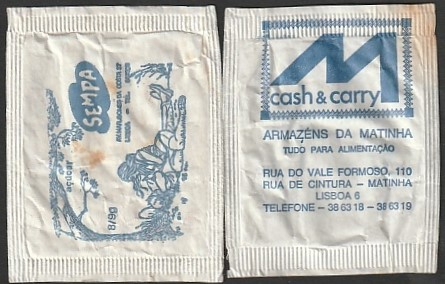 SEMPA
açúcar
8/9g
M
cash & carry
ARMAZÉNS DA MATINHA
TUDO PARA ALIMENTAÇÃO
RUA DO VALE FORMOSO, 110
RUA DE CINTURA - MATINHA
LISBOA 6
TELEFONE - 38 63 18 - 38 63 19